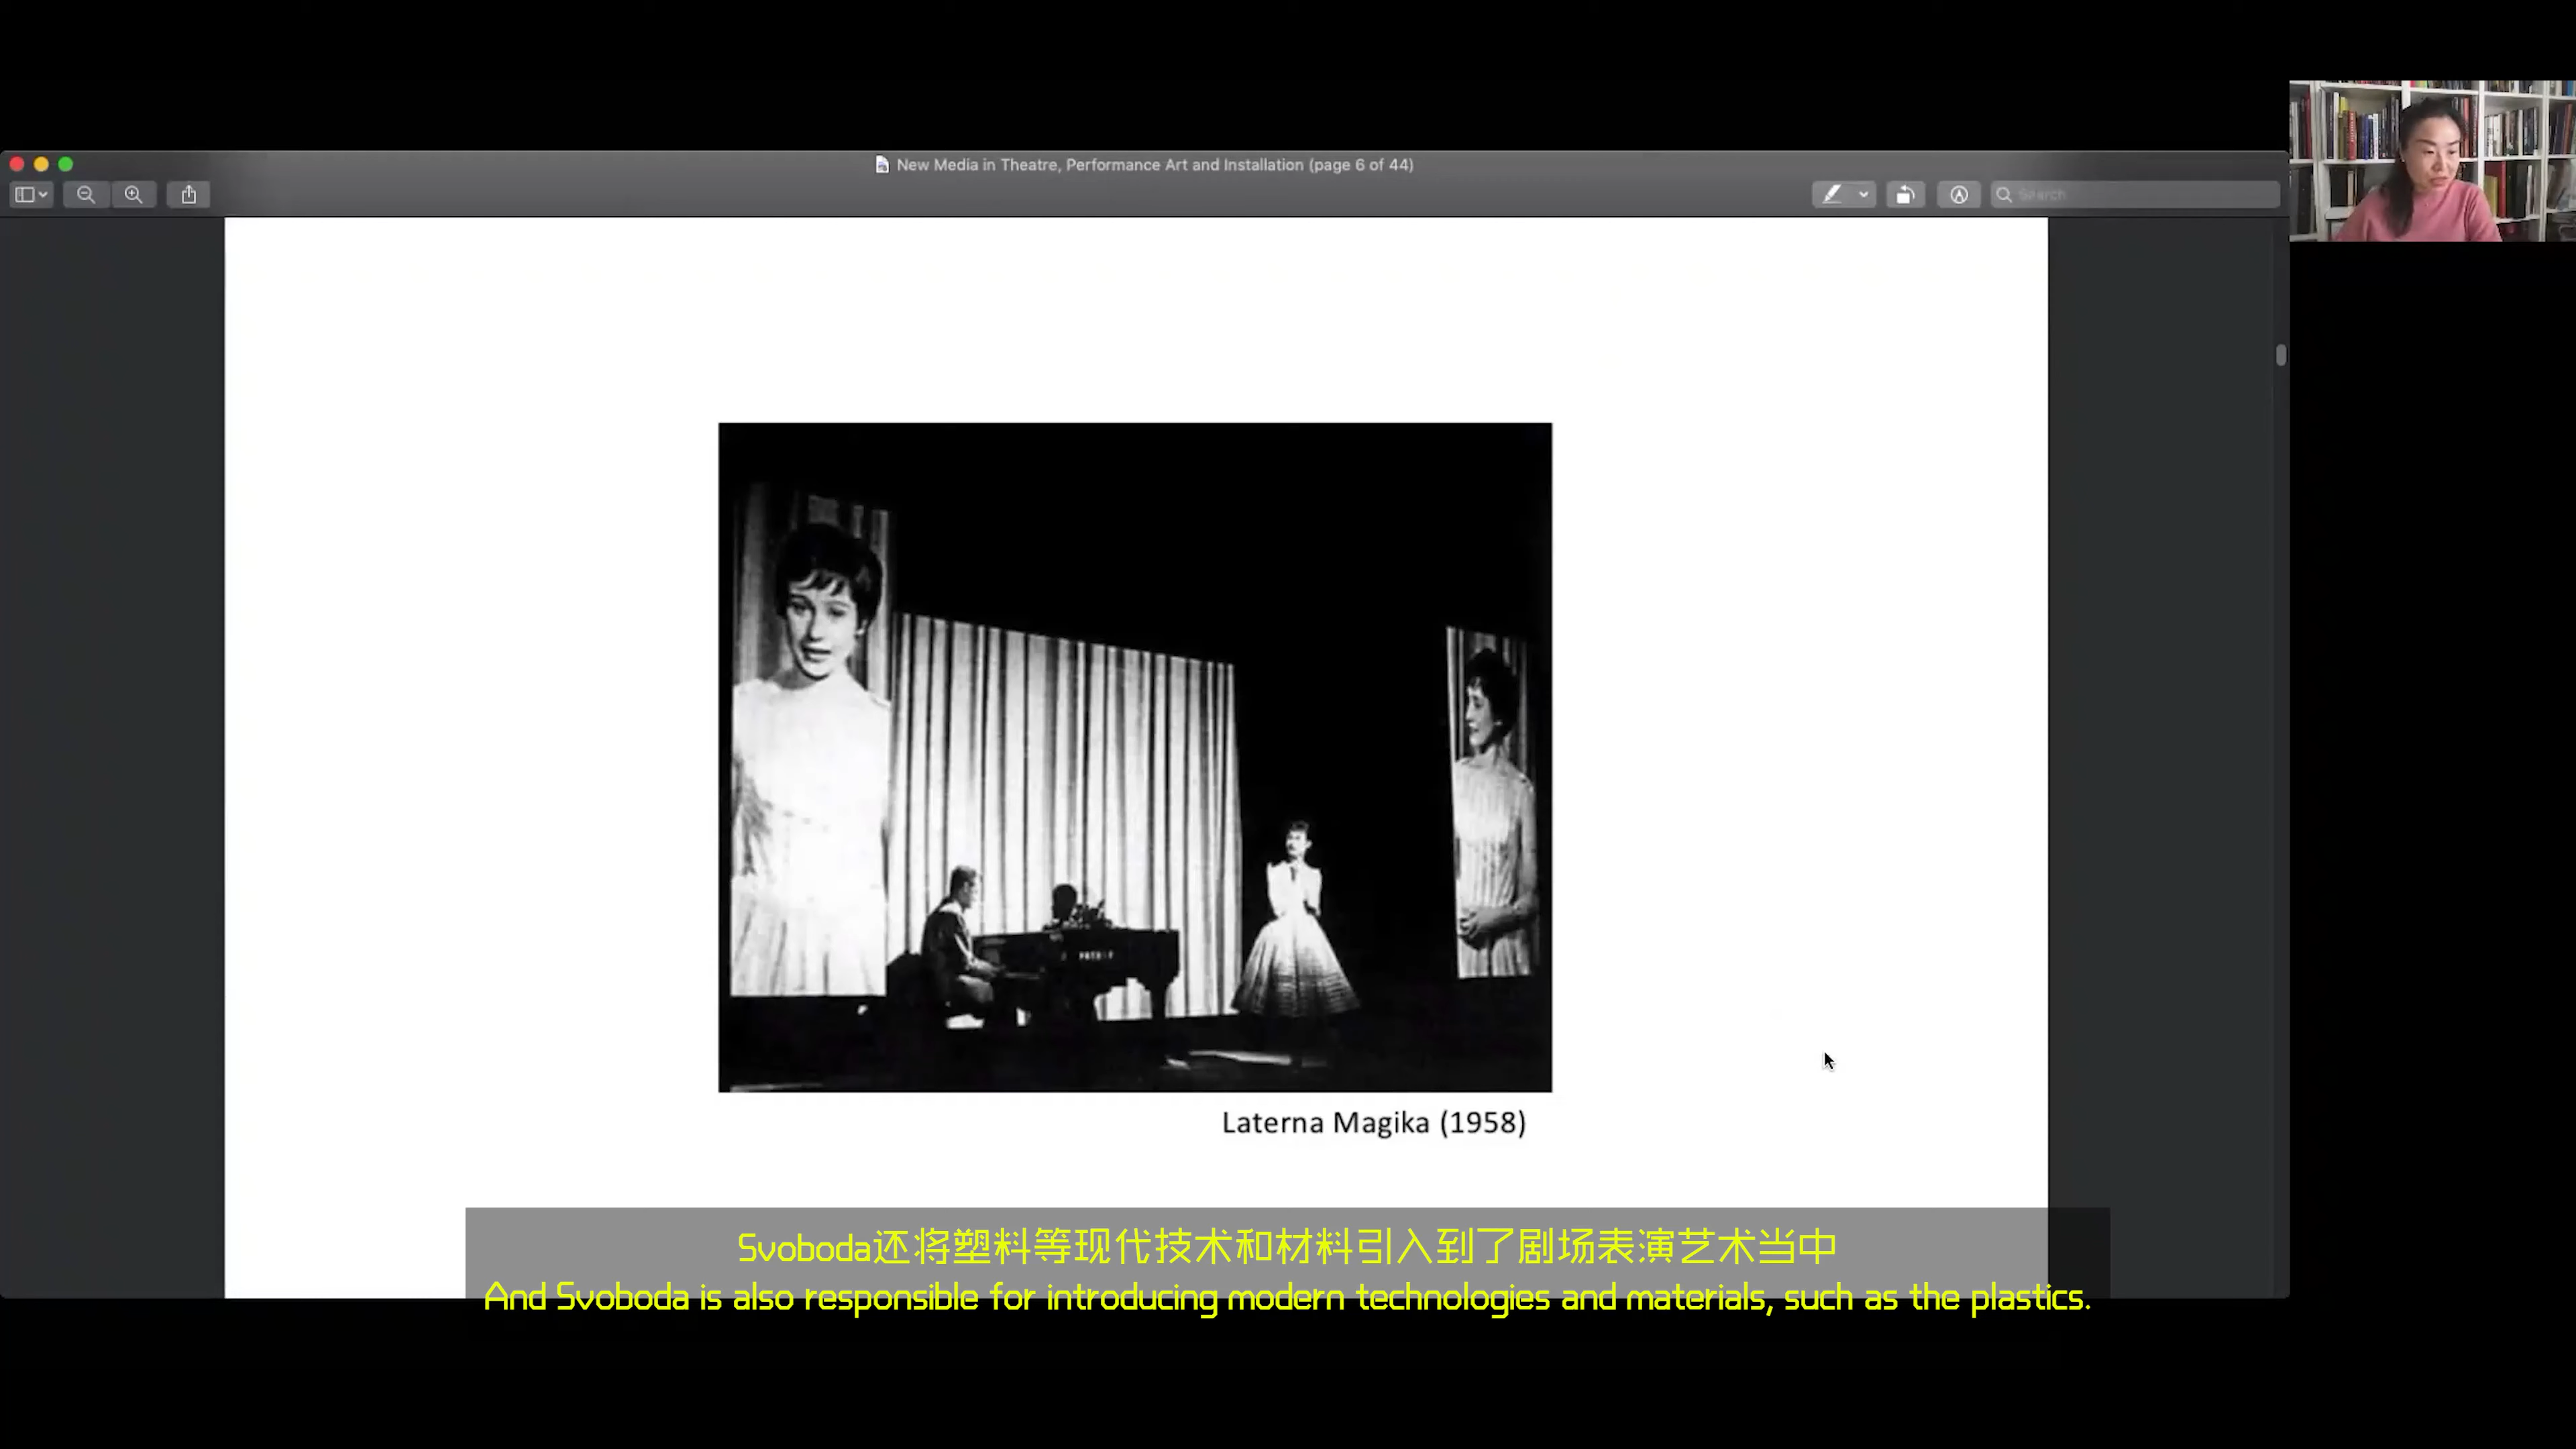 New Media in Theatre, Performance Art and Installation (page 6 of 44)
Search
Laterna Magika (1958)
Svoboda还将塑料等现代技术和材料引入到了剧场表演艺术当中
And Svoboda is also responsible for introducing modern technologies and materials, such as the plastics.